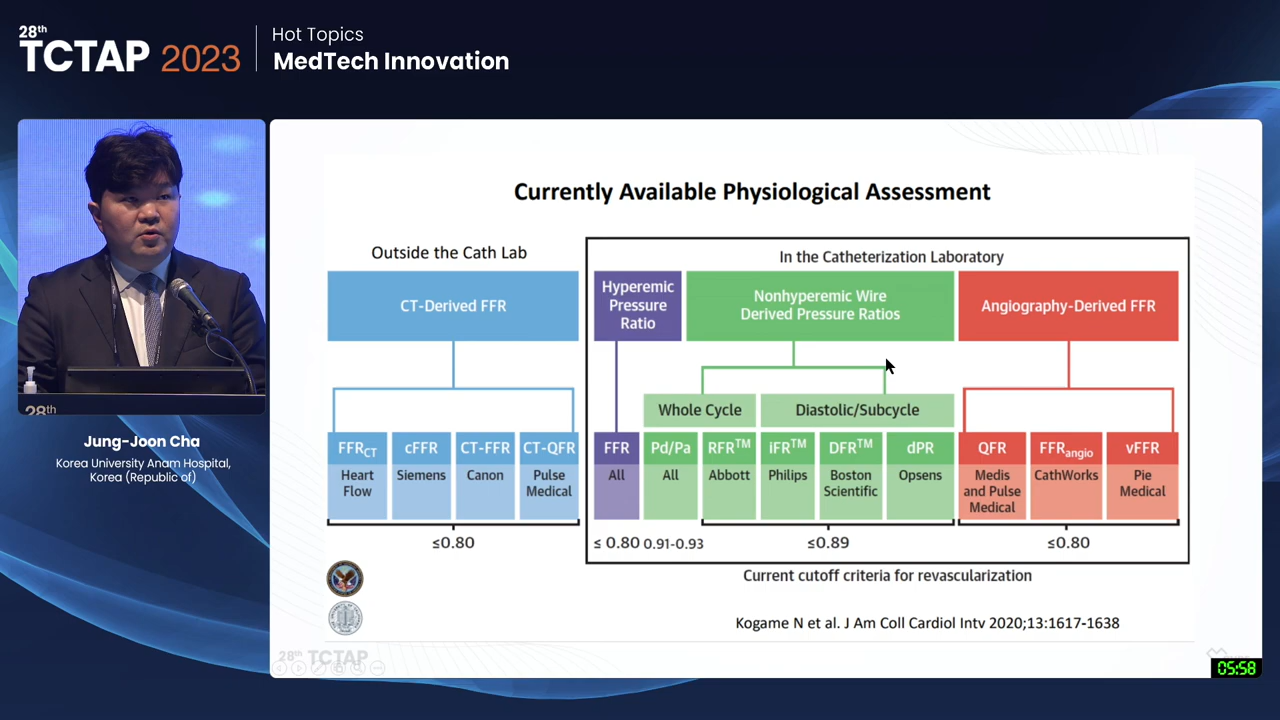 28th
TCTAP 2023
Hot Topics
MedTech Innovation
28th
Jung-Joon Cha
Korea University Anam Hospital,
Korea (Republic of)
Currently Available Physiological Assessment
Outside the Cath Lab
In the Catheterization Laboratory
CT-Derived FFR
Hyperemic
Pressure
Ratio
Nonhyperemic Wire
Derived Pressure Ratios
Angiography-Derived FFR
Whole Cycle
Diastolic/Subcycle
FFRCT
Heart
Flow
cFFR
Siemens
CT-FFR
Canon
CT-QFR
Pulse
Medical
FFR
All
Pd/Pa
All
RFR™
Abbott
iFR™
Philips
DFR™
Boston
Scientific
dPR
Opsens
QFR
Medis
and Pulse
Medical
FFRangio
CathWorks
vFFR
Pie
Medical
≤0.80
≤ 0.80
0.91-0.93
≤0.89
≤0.80
Current cutoff criteria for revascularization
Kogame N et al. J Am Coll Cardiol Intv 2020;13:1617-1638
28th TCTAP
05:58